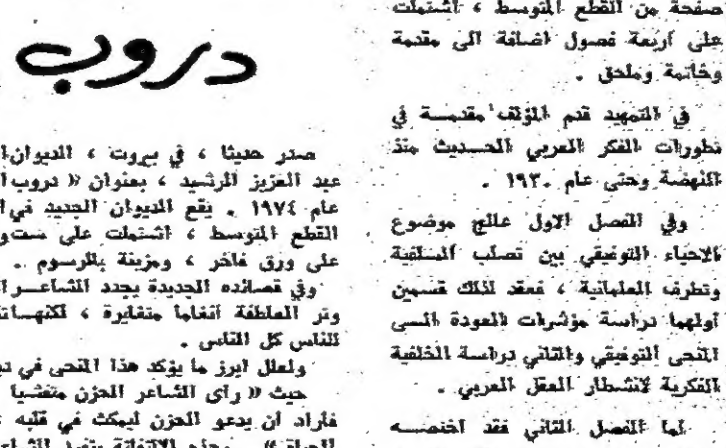 صفحة من القطع المتوسط ، اشتملت
على أربعة فصول اضافة الى مقدمة
وخاتمة وملحق .
في التمهيد قدم المؤلف مقدمة في
تطورات الفكر العربي الحديث منذ
النهضة وحتى عام ١٩٣٠ .
وفي الفصل الاول عالج موضوع
الاحياء التوفيقي بين تصلب السلفية
وتطرف العلمانية ، فعقد لذلك قسمين
أولهما دراسة مؤشرات العودة الى
المنحى التوفيقي والثاني دراسة الخلفية
الفكرية لانشطار العقل العربي .
أما الفصل الثاني فقد اختصه
دروب
صدر حديثا ، في بيروت ، الديوان
عبد العزيز الرشيد ، بعنوان « دروب
عام ١٩٧٤ . يقع الديوان الجديد في
القطع المتوسط ، اشتملت على
على ورق فاخر ، ومزينة بالرسوم .
وفي قصائده الجديدة يجدد الشاعر
وتر العاطفة أنغاما متغايرة ،
للناس كل الناس .
ولعل ابرز ما يؤكد هذا المنحى في
حيث « رأى الشاعر الحزن متفشيا
فأراد ان يدعو الحزن ليمكث في قلبه